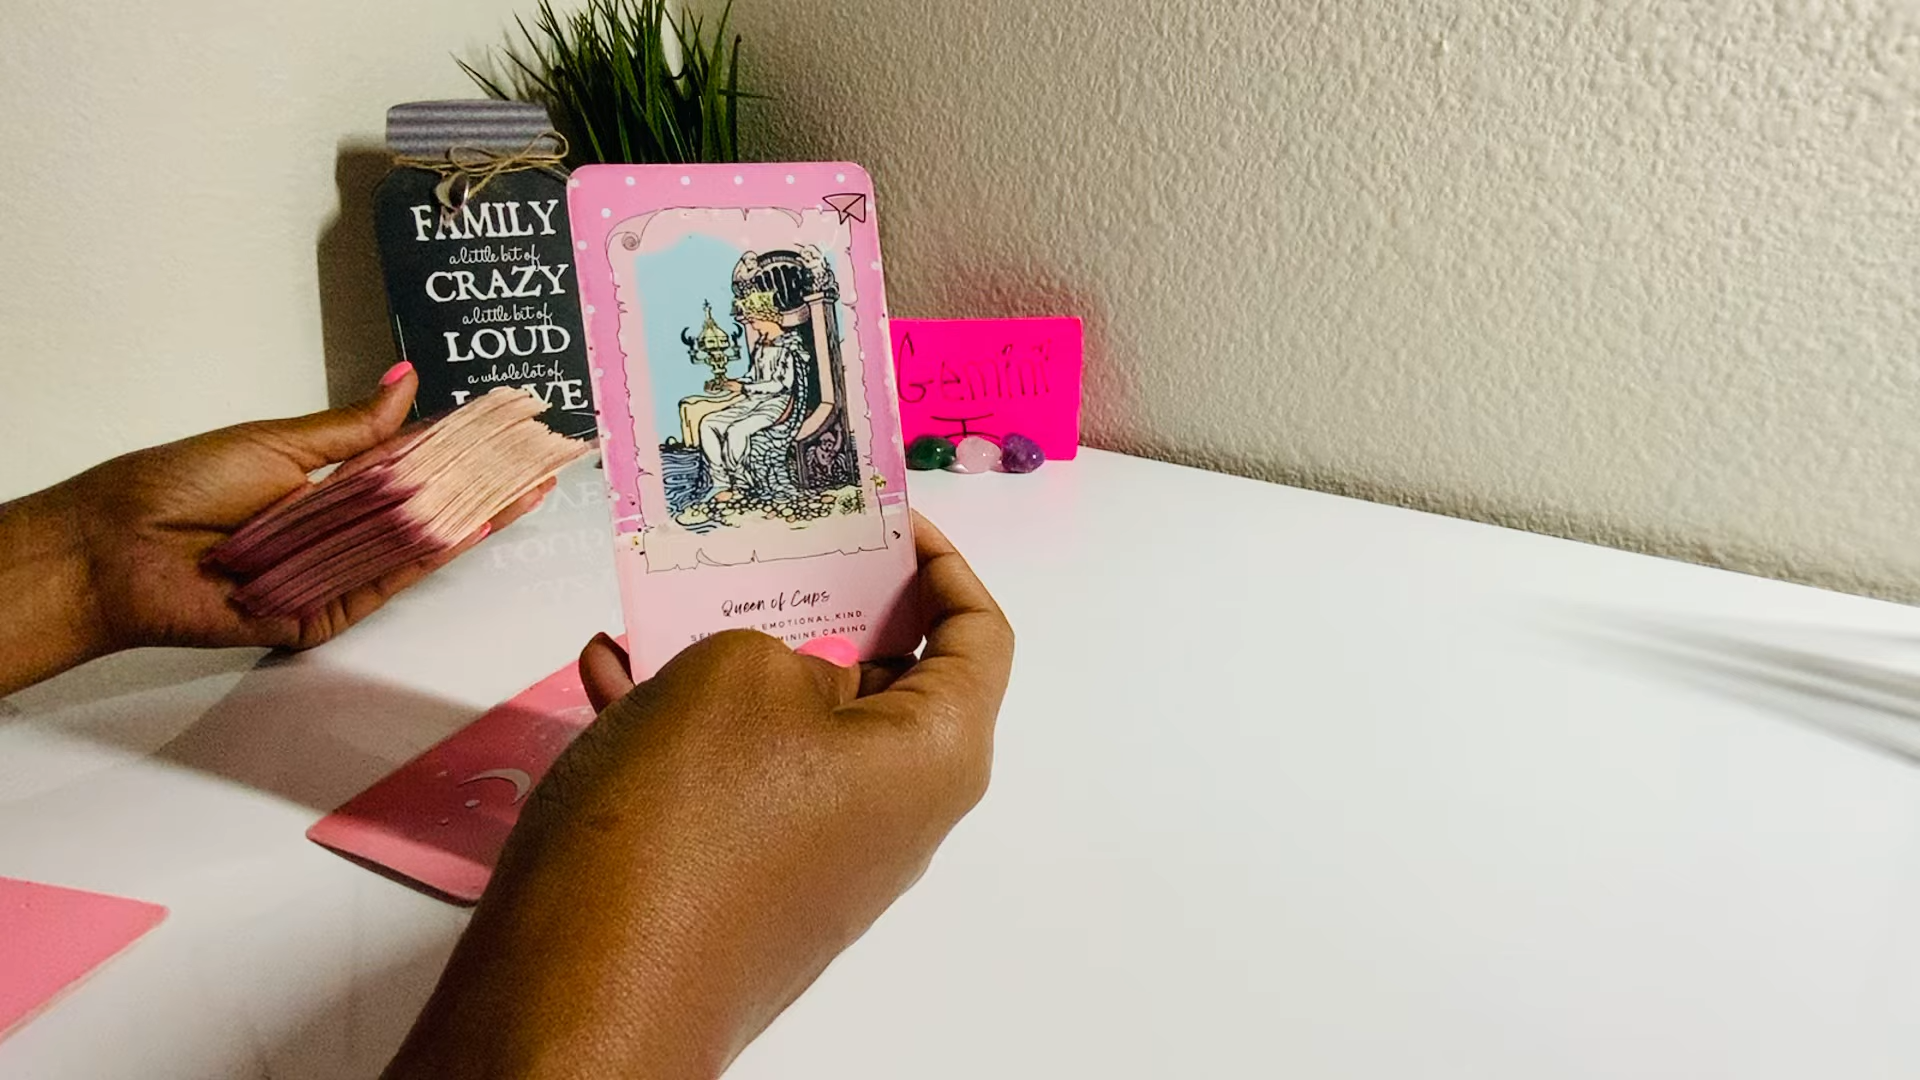 FAMILY
a little bit of
CRAZY
a little bit of
LOUD
a whole lot of
Gemini
Queen of Cups
EMOTIONAL, KIND,
CARING